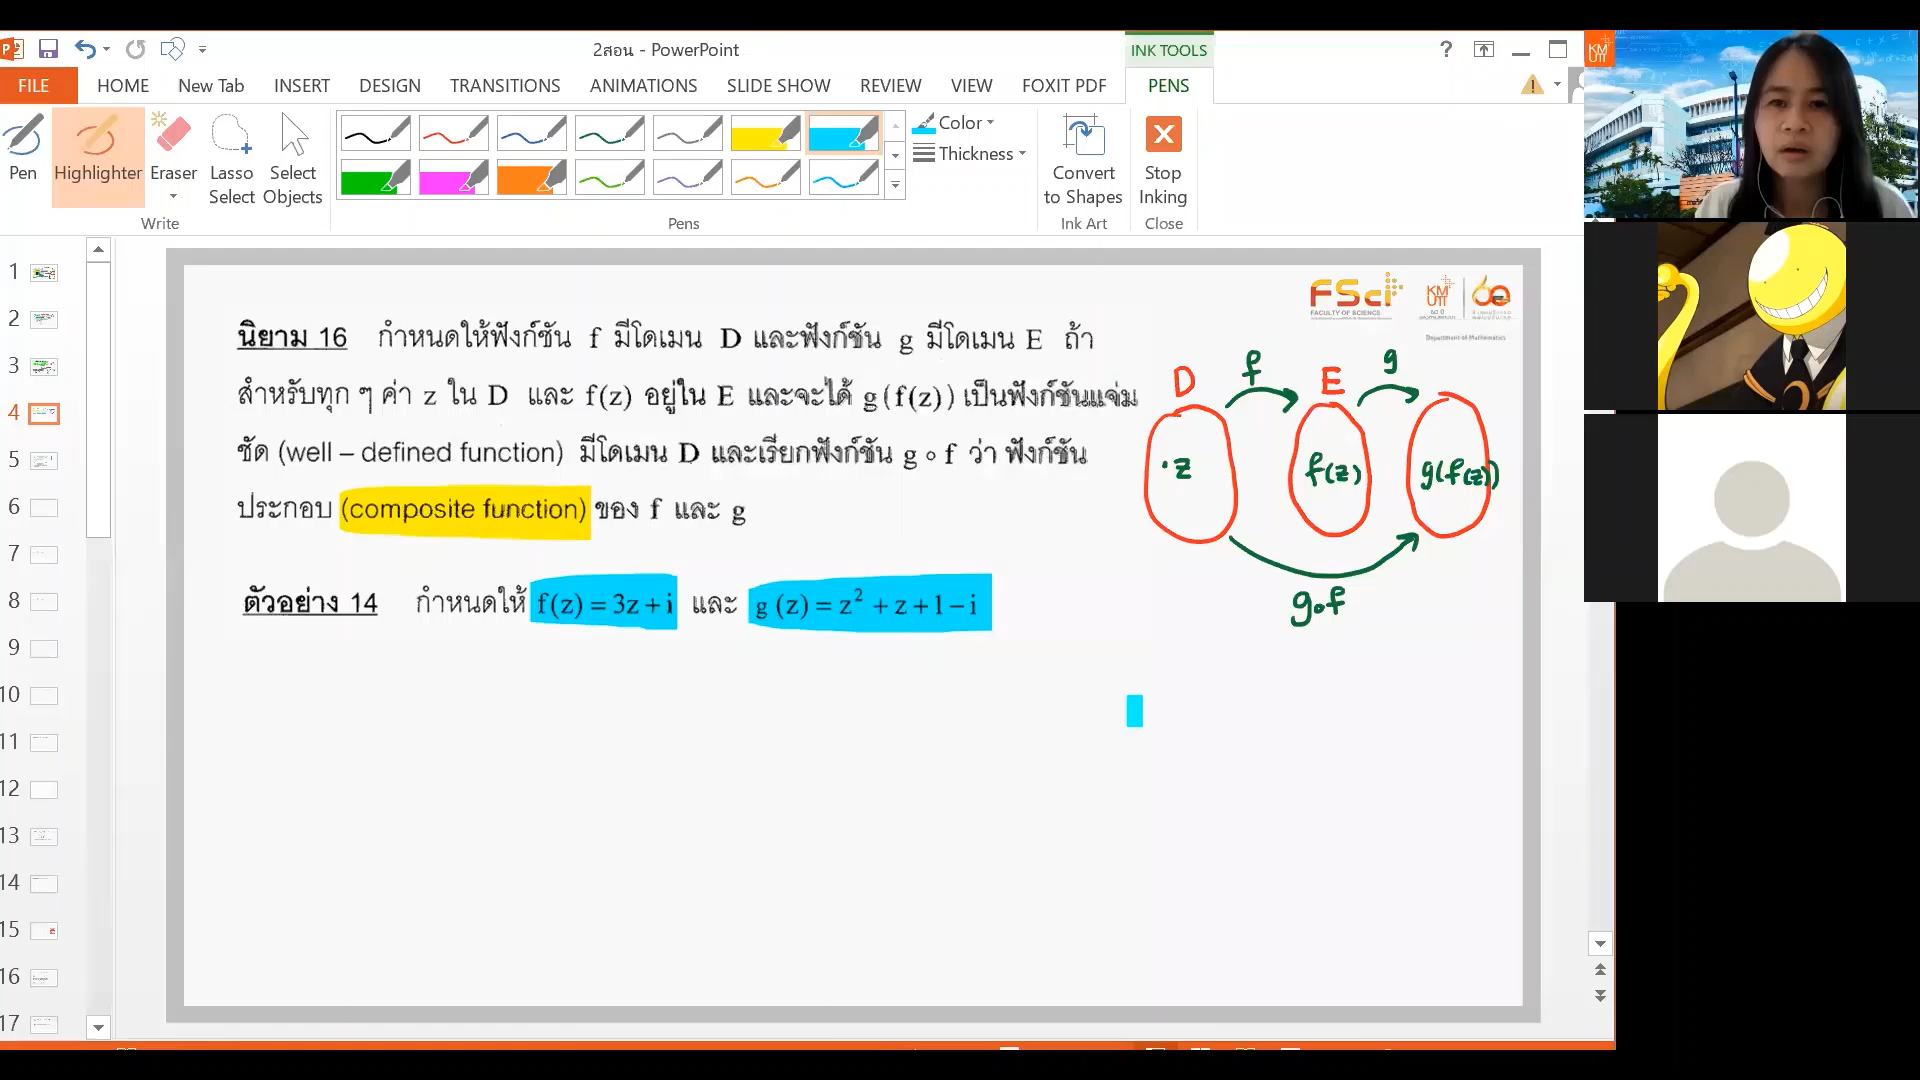 2สอน - PowerPoint
INK TOOLS
FILE
HOME
New Tab
INSERT
DESIGN
TRANSITIONS
ANIMATIONS
SLIDE SHOW
REVIEW
VIEW
FOXIT PDF
PENS
Pen
Highlighter
Eraser
Lasso Select
Select Objects
Color
Thickness
Convert to Shapes
Stop Inking
Write
Pens
Ink Art
Close
1
2
3
4
5
6
7
8
9
10
11
12
13
14
15
16
17
FSci
FACULTY OF SCIENCE
KMUTT
Department of Mathematics
นิยาม 16 กำหนดให้ฟังก์ชัน f มีโดเมน D และฟังก์ชัน g มีโดเมน E ถ้า
สำหรับทุก ๆ ค่า z ใน D และ f(z) อยู่ใน E และจะได้ g(f(z)) เป็นฟังก์ชันแจ่ม
ชัด (well – defined function) มีโดเมน D และเรียกฟังก์ชัน g ∘ f ว่า ฟังก์ชัน
ประกอบ (composite function) ของ f และ g
ตัวอย่าง 14 กำหนดให้ f(z) = 3z + i และ g (z) = z² + z + 1 – i
D f E g
·z f(z) g(f(z))
g∘f
KMUTT